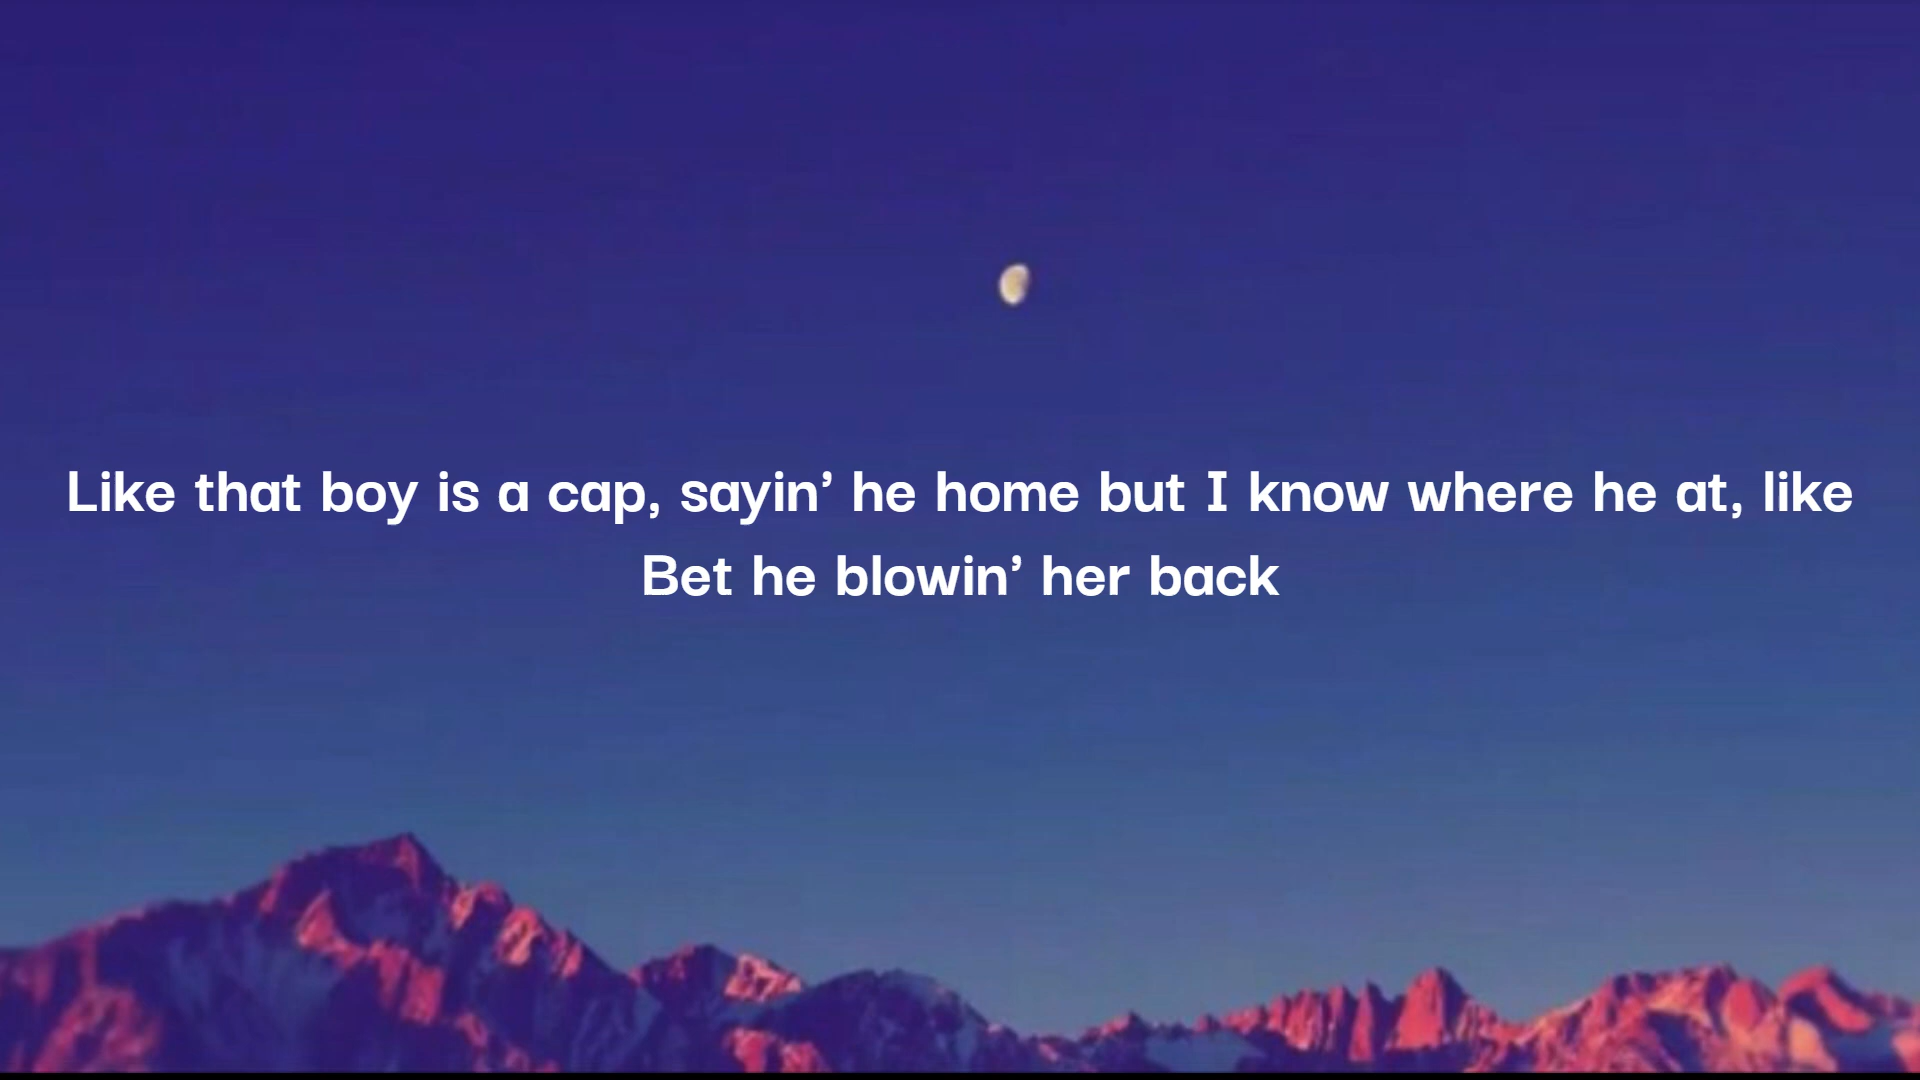 Like that boy is a cap, sayin’ he home but I know where he at, like
Bet he blowin’ her back